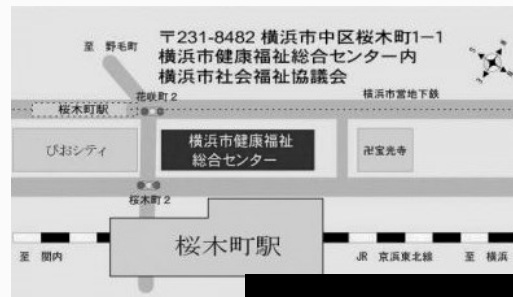 〒231-8482 横浜市中区桜木町1-1
横浜市健康福祉総合センター内
横浜市社会福祉協議会
至 野毛町
花咲町2
横浜市営地下鉄
桜木町駅
ぴおシティ
横浜市健康福祉
総合センター
卍宝光寺
桜木町2
桜木町駅
至 関内
JR 京浜東北線
至 横浜